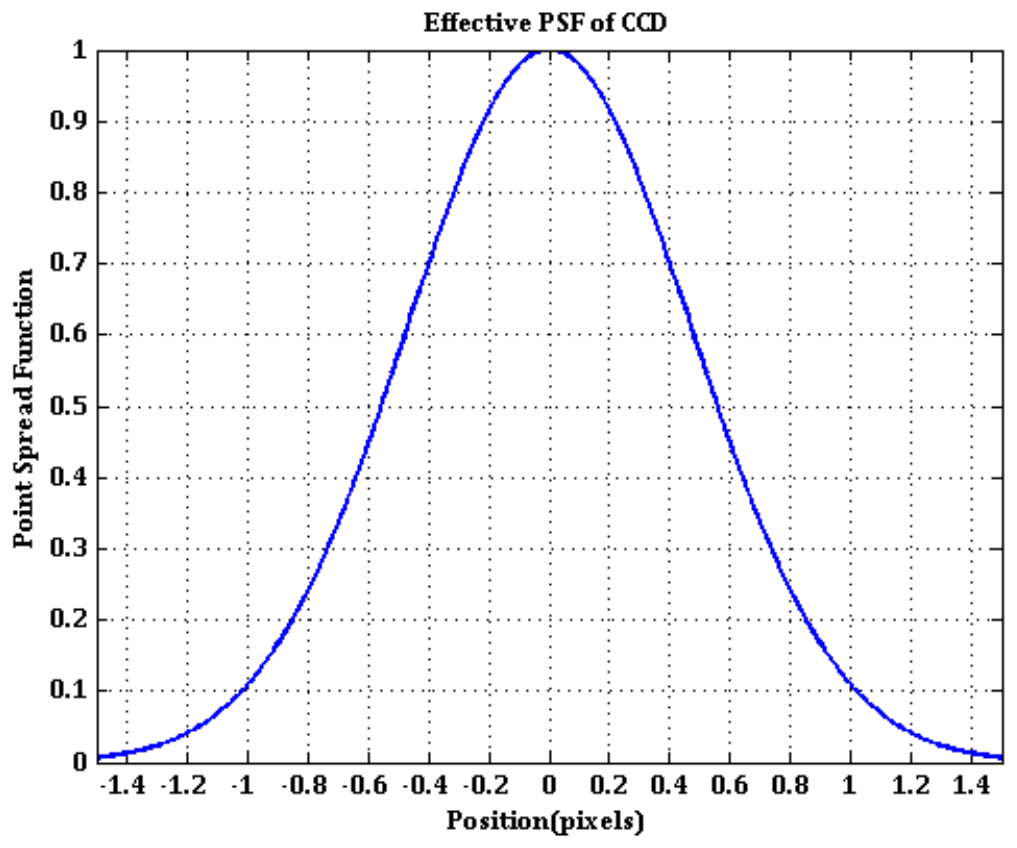 Effective PSF of CCD
1
0.9
0.8
0.7
0.6
0.5
0.4
0.3
0.2
0.1
0
Point Spread Function
-1.4 -1.2 -1 -0.8 -0.6 -0.4 -0.2 0 0.2 0.4 0.6 0.8 1 1.2 1.4
Position(pixels)